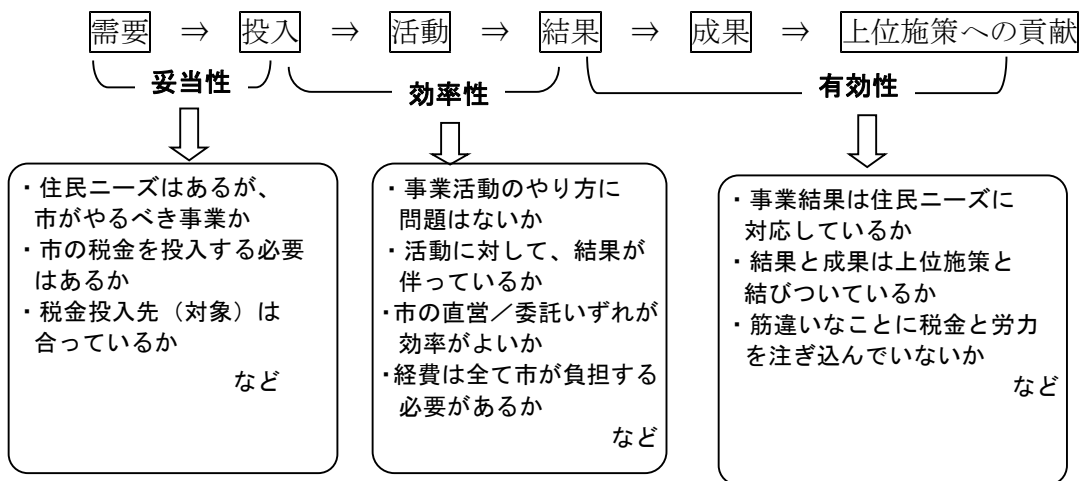 需要 ⇒ 投入 ⇒ 活動 ⇒ 結果 ⇒ 成果 ⇒ 上位施策への貢献
妥当性
効率性
有効性
・住民ニーズはあるが、
市がやるべき事業か
・市の税金を投入する必要
はあるか
・税金投入先（対象）は
合っているか
など
・事業活動のやり方に
問題はないか
・活動に対して、結果が
伴っているか
・市の直営／委託いずれが
効率がよいか
・経費は全て市が負担する
必要があるか
など
・事業結果は住民ニーズに
対応しているか
・結果と成果は上位施策と
結びついているか
・筋違いなことに税金と労力
を注ぎ込んでいないか
など